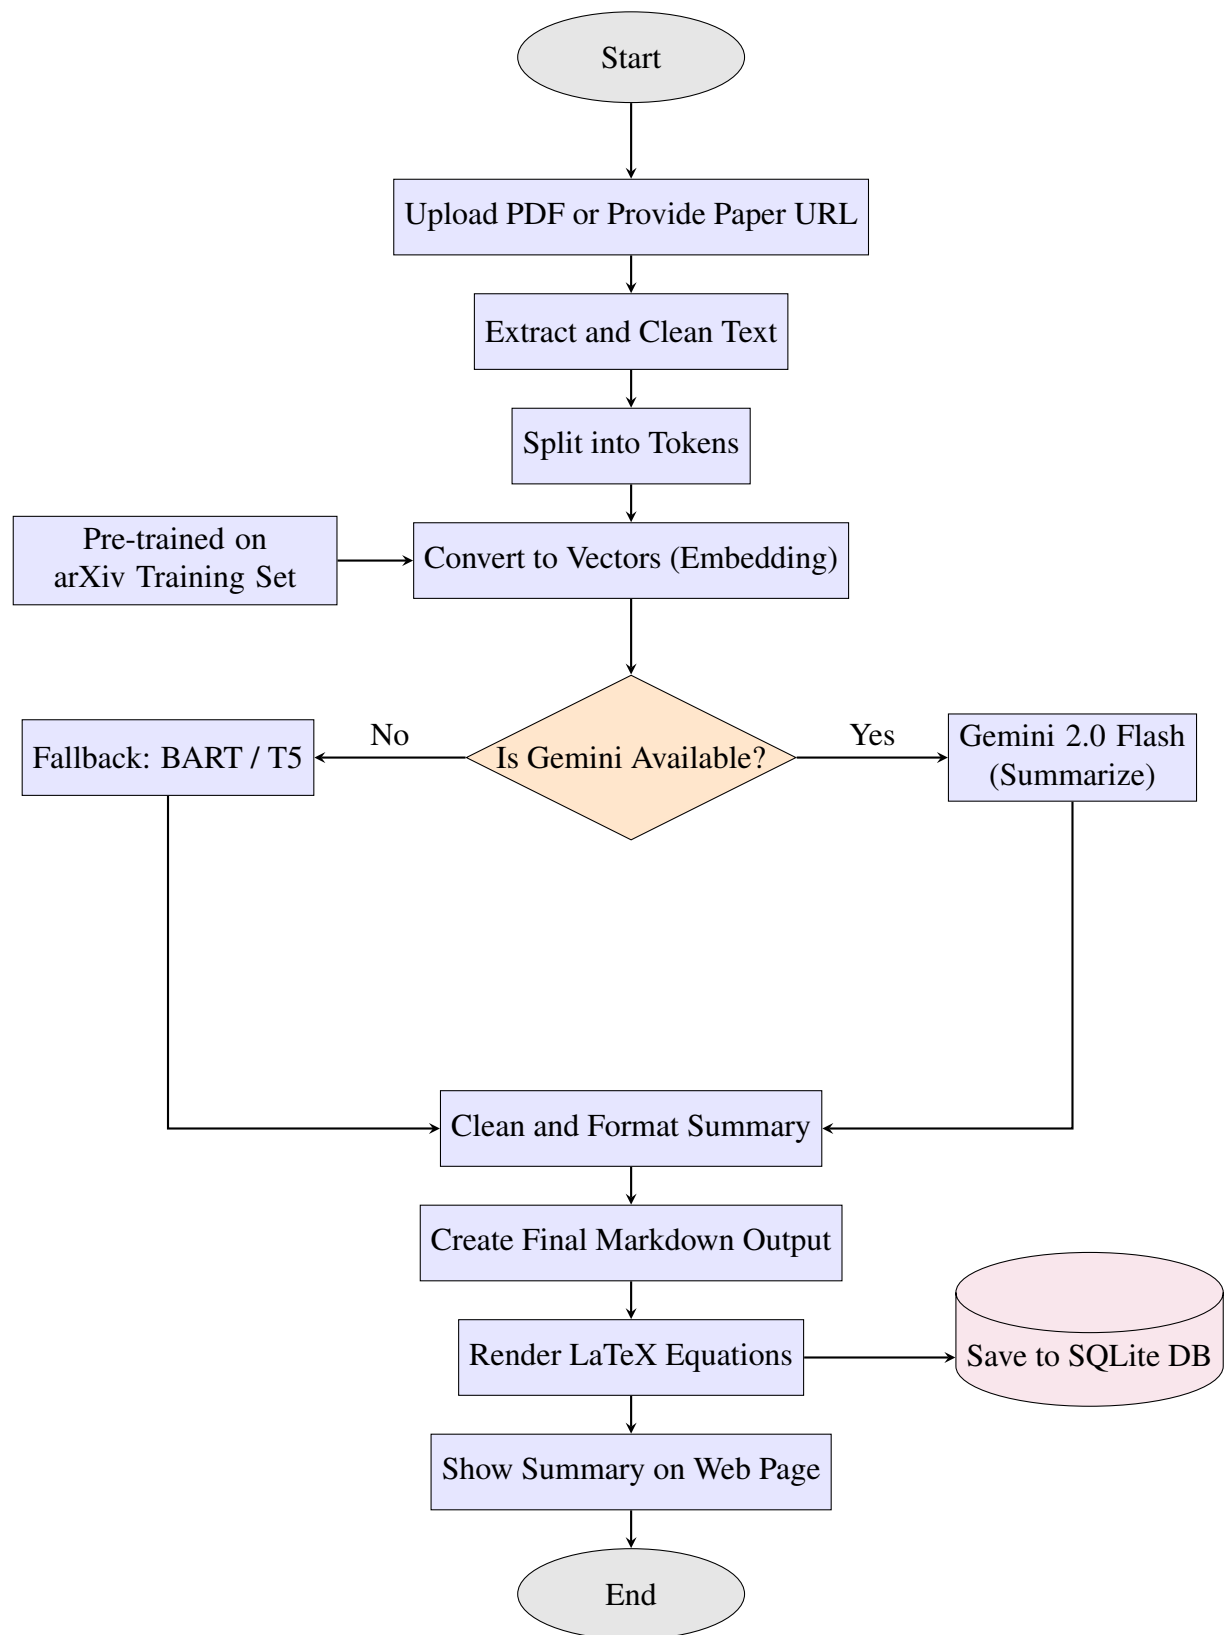 Start
Upload PDF or Provide Paper URL
Extract and Clean Text
Split into Tokens
Pre-trained on
arXiv Training Set
Convert to Vectors (Embedding)
Fallback: BART / T5
No
Is Gemini Available?
Yes
Gemini 2.0 Flash
(Summarize)
Clean and Format Summary
Create Final Markdown Output
Render LaTeX Equations
Save to SQLite DB
Show Summary on Web Page
End